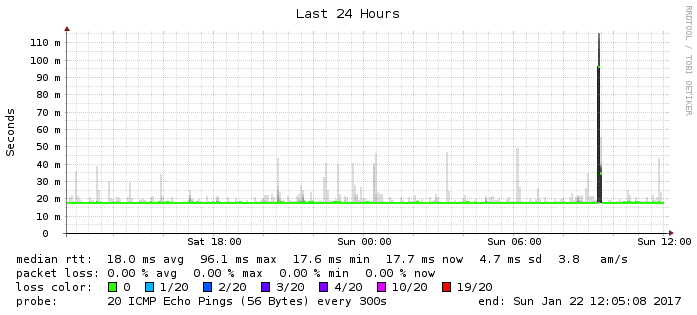 Last 24 Hours
RRDTOOL / TOBI OETIKER
Seconds
110 m
100 m
90 m
80 m
70 m
60 m
50 m
40 m
30 m
20 m
10 m
0
Sat 18:00 Sun 00:00 Sun 06:00 Sun 12:00
median rtt: 18.0 ms avg 96.1 ms max 17.6 ms min 17.7 ms now 4.7 ms sd 3.8 am/s
packet loss: 0.00 % avg 0.00 % max 0.00 % min 0.00 % now
loss color: 0 1/20 2/20 3/20 4/20 10/20 19/20
probe: 20 ICMP Echo Pings (56 Bytes) every 300s end: Sun Jan 22 12:05:08 2017